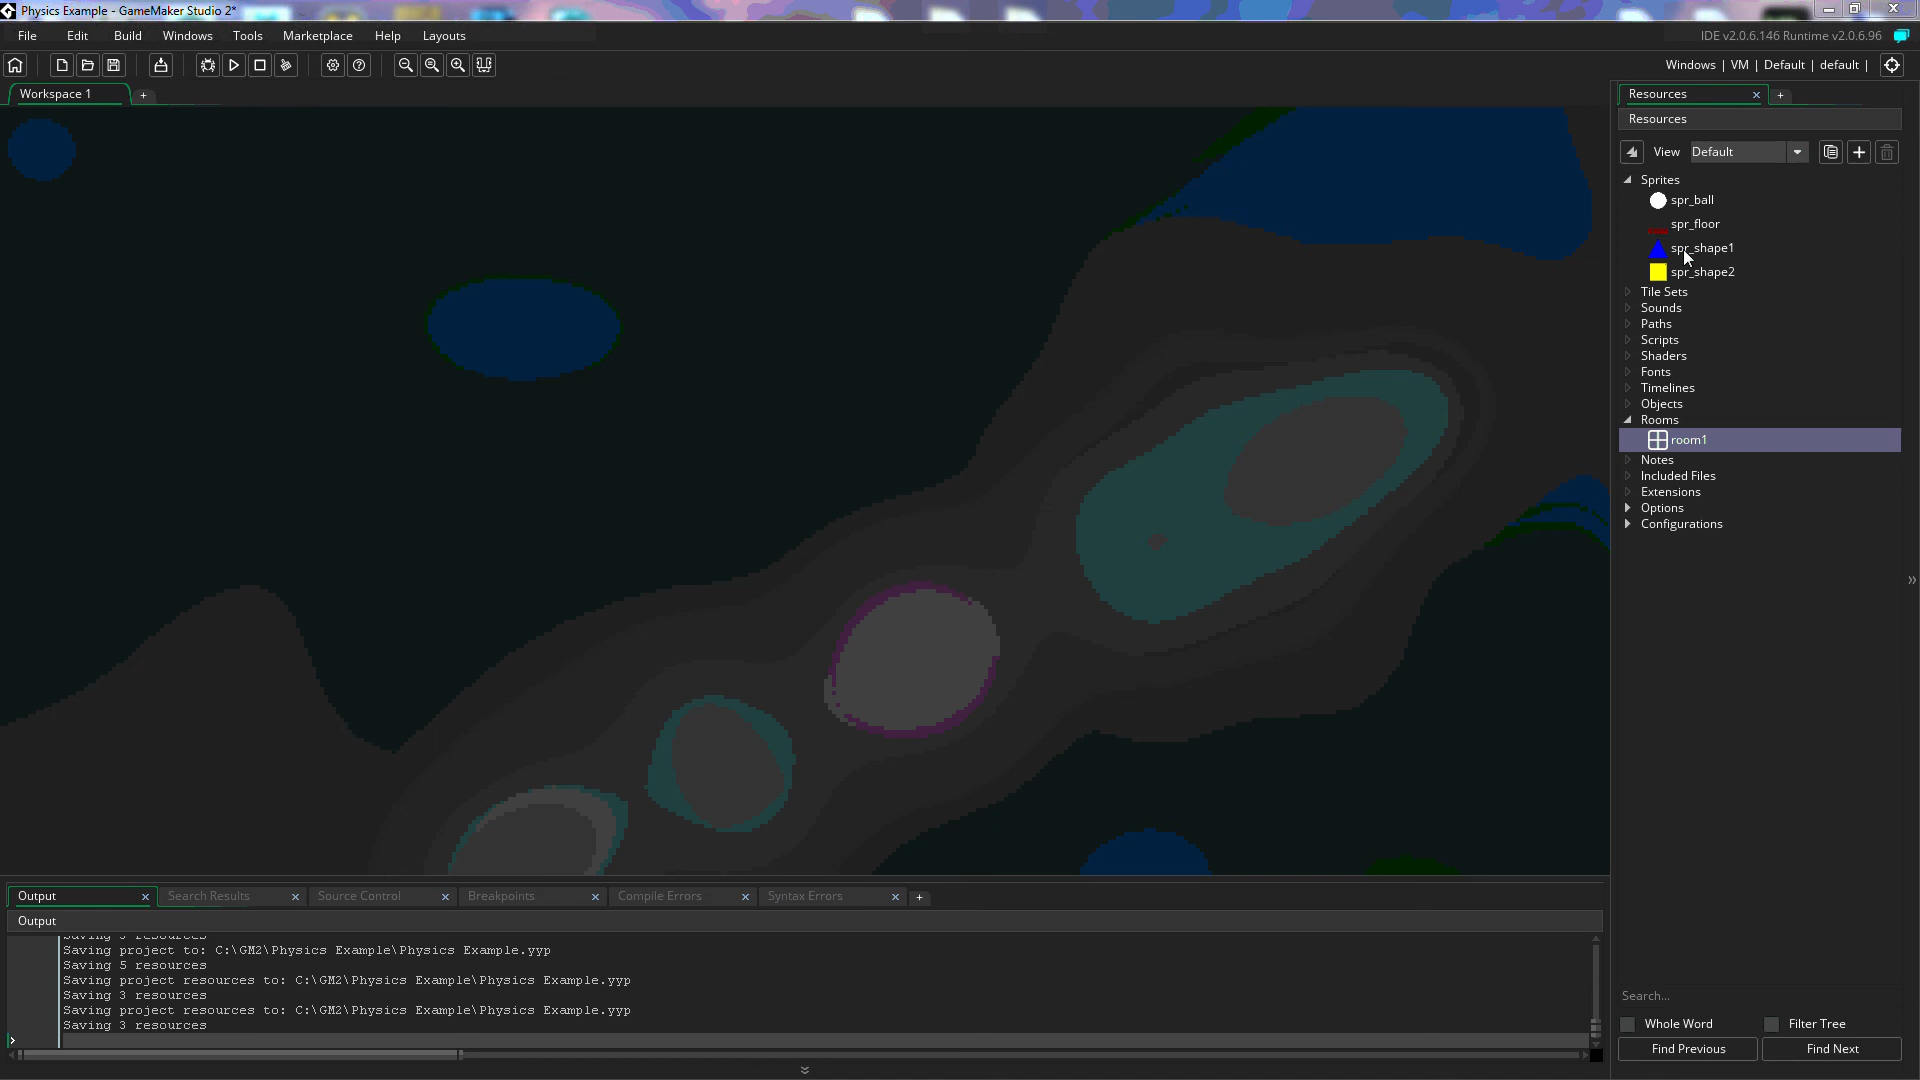 Physics Example - GameMaker Studio 2*
File Edit Build Windows Tools Marketplace Help Layouts
IDE v2.0.6.146 Runtime v2.0.6.96
Windows | VM | Default | default |
Workspace 1 +
Resources × +
Resources
View Default
Sprites
spr_ball
spr_floor
spr_shape1
spr_shape2
Tile Sets
Sounds
Paths
Scripts
Shaders
Fonts
Timelines
Objects
Rooms
room1
Notes
Included Files
Extensions
Options
Configurations
Output × Search Results × Source Control × Breakpoints × Compile Errors × Syntax Errors × +
Output
Saving 3 resources
Saving project to: C:\GM2\Physics Example\Physics Example.yyp
Saving 5 resources
Saving project resources to: C:\GM2\Physics Example\Physics Example.yyp
Saving 3 resources
Saving project resources to: C:\GM2\Physics Example\Physics Example.yyp
Saving 3 resources
Search...
Whole Word Filter Tree
Find Previous Find Next